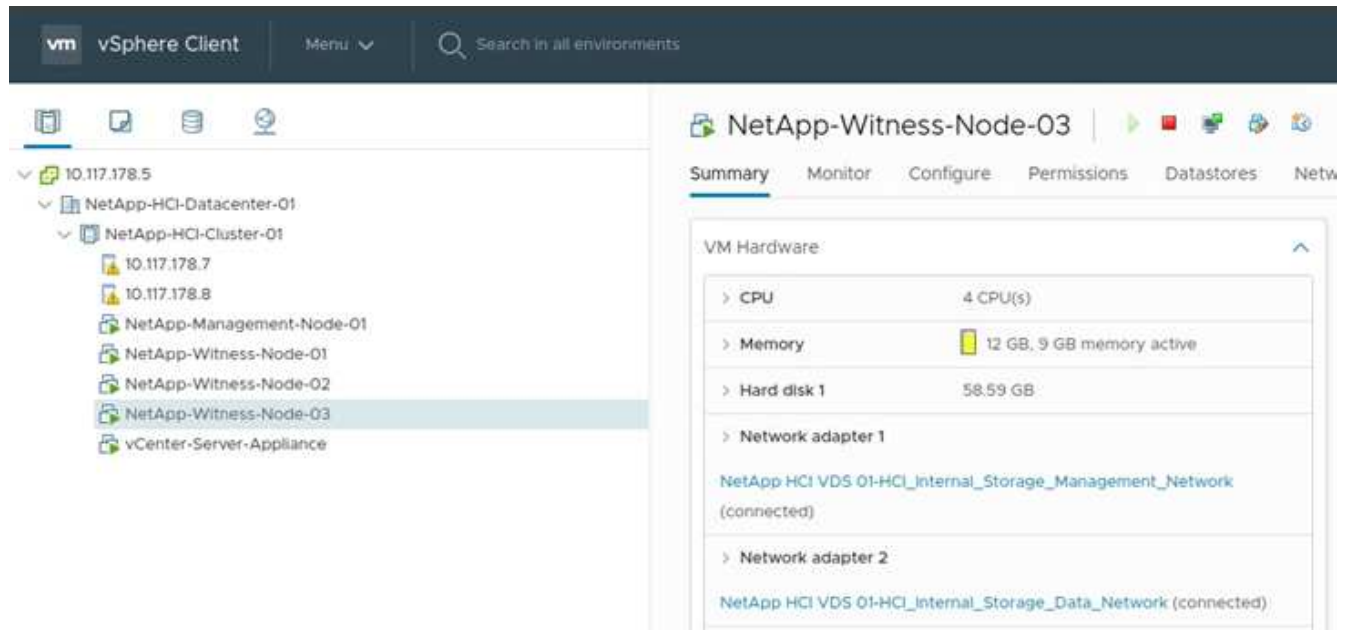 vm vSphere Client Menu Search in all environments
10.117.178.5
NetApp-HCI-Datacenter-01
NetApp-HCI-Cluster-01
10.117.178.7
10.117.178.8
NetApp-Management-Node-01
NetApp-Witness-Node-01
NetApp-Witness-Node-02
NetApp-Witness-Node-03
vCenter-Server-Appliance
NetApp-Witness-Node-03
Summary Monitor Configure Permissions Datastores Netw
VM Hardware
CPU 4 CPU(s)
Memory 12 GB, 9 GB memory active
Hard disk 1 58.59 GB
Network adapter 1
NetApp HCI VDS 01-HCI_Internal_Storage_Management_Network
(connected)
Network adapter 2
NetApp HCI VDS 01-HCI_Internal_Storage_Data_Network (connected)